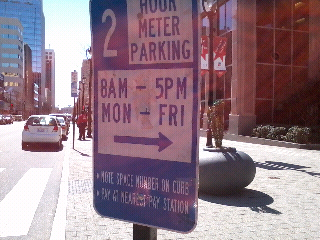 2 HOUR
METER
PARKING
8AM - 5PM
MON - FRI
• NOTE SPACE NUMBER ON CURB
• PAY AT NEAREST PAY STATION